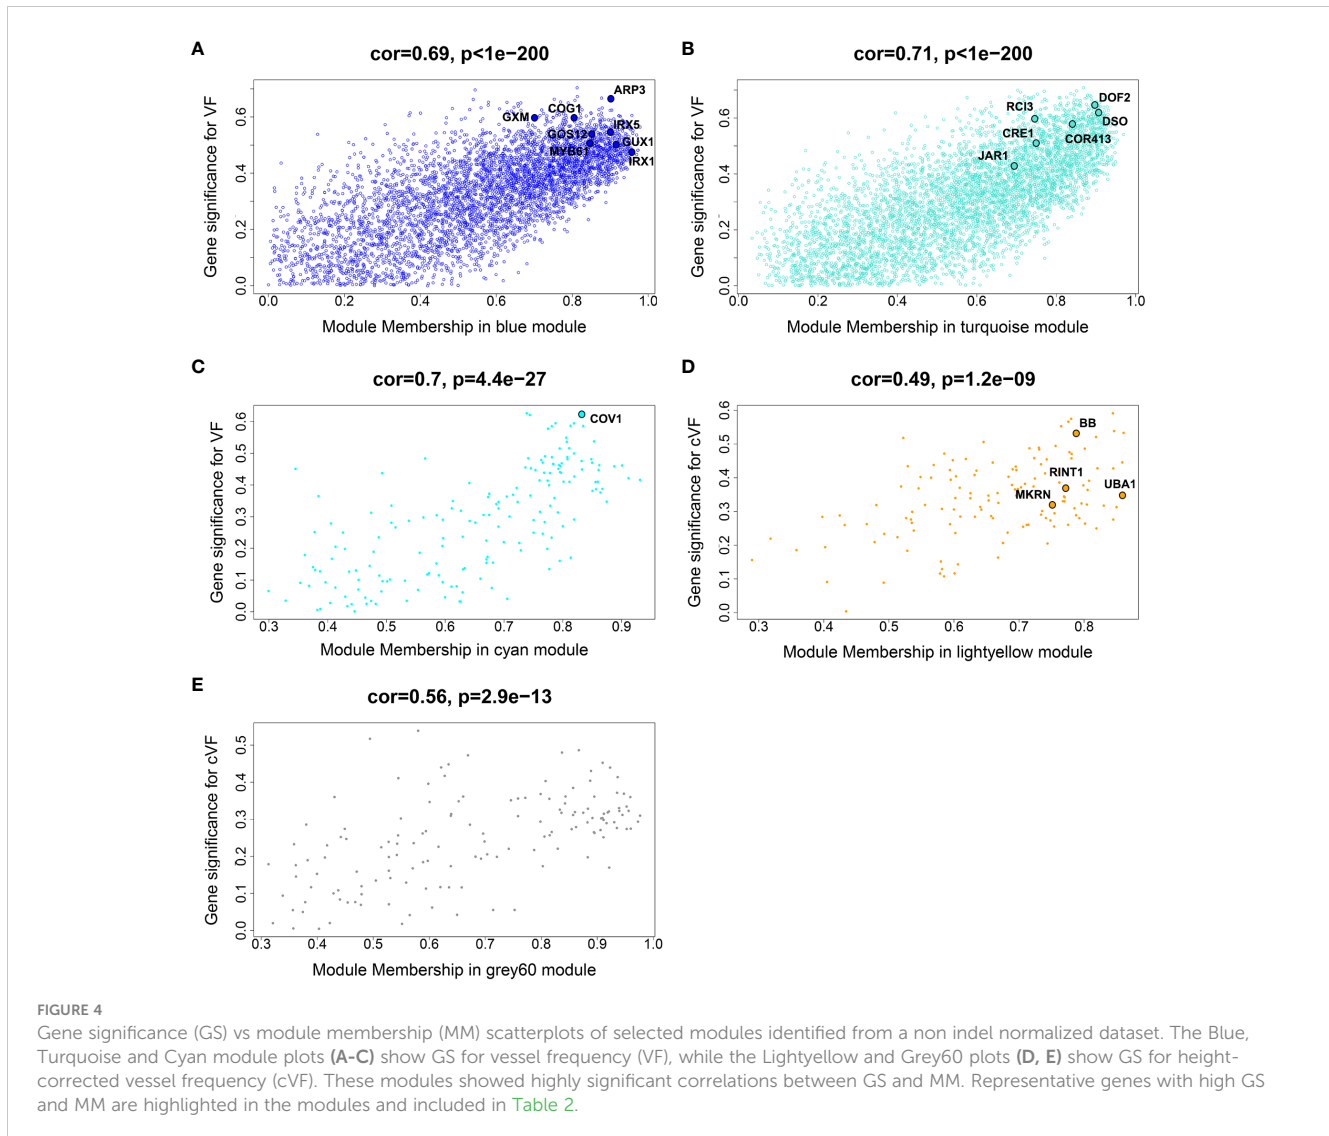 A
cor=0.69, p<1e−200
Gene significance for VF
0.0 0.2 0.4 0.6
ARP3
COG1
GXM
IRX5
GOS12
GUX1
MYB61
IRX1
0.0 0.2 0.4 0.6 0.8 1.0
Module Membership in blue module
B
cor=0.71, p<1e−200
Gene significance for VF
0.0 0.2 0.4 0.6
DOF2
RCI3
DSO
CRE1
COR413
JAR1
0.0 0.2 0.4 0.6 0.8 1.0
Module Membership in turquoise module
C
cor=0.7, p=4.4e−27
Gene significance for VF
0.0 0.1 0.2 0.3 0.4 0.5 0.6
COV1
0.3 0.4 0.5 0.6 0.7 0.8 0.9
Module Membership in cyan module
D
cor=0.49, p=1.2e−09
Gene significance for cVF
0.0 0.1 0.2 0.3 0.4 0.5 0.6
BB
RINT1
UBA1
MKRN
0.3 0.4 0.5 0.6 0.7 0.8
Module Membership in lightyellow module
E
cor=0.56, p=2.9e−13
Gene significance for cVF
0.0 0.1 0.2 0.3 0.4 0.5
0.3 0.4 0.5 0.6 0.7 0.8 0.9 1.0
Module Membership in grey60 module
FIGURE 4
Gene significance (GS) vs module membership (MM) scatterplots of selected modules identified from a non indel normalized dataset. The Blue,
Turquoise and Cyan module plots (A-C) show GS for vessel frequency (VF), while the Lightyellow and Grey60 plots (D, E) show GS for height-
corrected vessel frequency (cVF). These modules showed highly significant correlations between GS and MM. Representative genes with high GS
and MM are highlighted in the modules and included in Table 2.